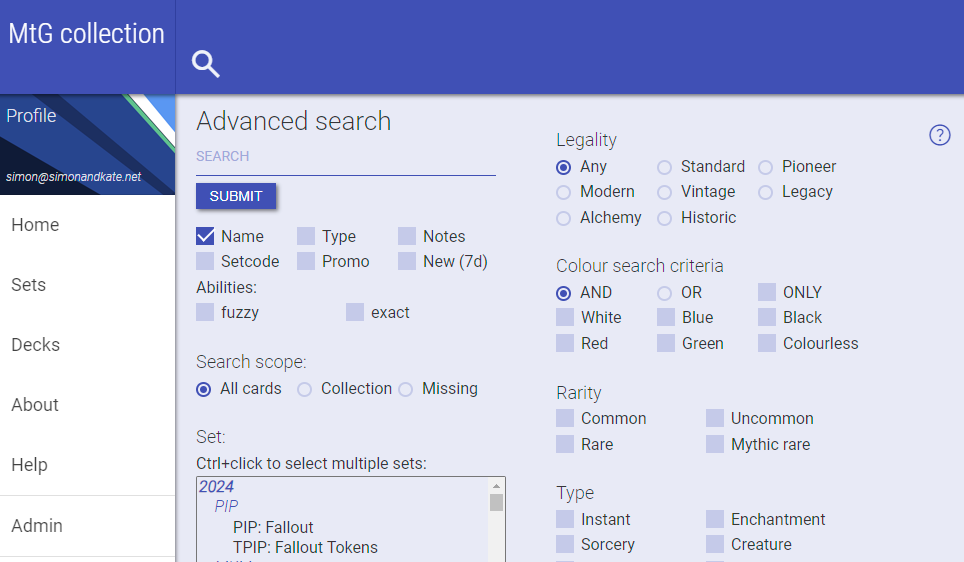 MtG collection
Profile
simon@simonandkate.net
Home
Sets
Decks
About
Help
Admin
Advanced search
SEARCH
SUBMIT
Name Type Notes
Setcode Promo New (7d)
Abilities:
fuzzy exact
Search scope:
All cards Collection Missing
Set:
Ctrl+click to select multiple sets:
2024
PIP
PIP: Fallout
TPIP: Fallout Tokens
Legality
?
Any Standard Pioneer
Modern Vintage Legacy
Alchemy Historic
Colour search criteria
AND OR ONLY
White Blue Black
Red Green Colourless
Rarity
Common Uncommon
Rare Mythic rare
Type
Instant Enchantment
Sorcery Creature